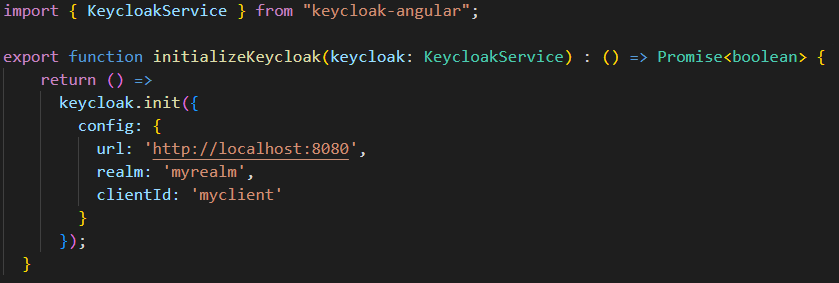 import { KeycloakService } from "keycloak-angular";
export function initializeKeycloak(keycloak: KeycloakService) : () => Promise<boolean> {
return () =>
keycloak.init({
config: {
url: 'http://localhost:8080',
realm: 'myrealm',
clientId: 'myclient'
}
});
}